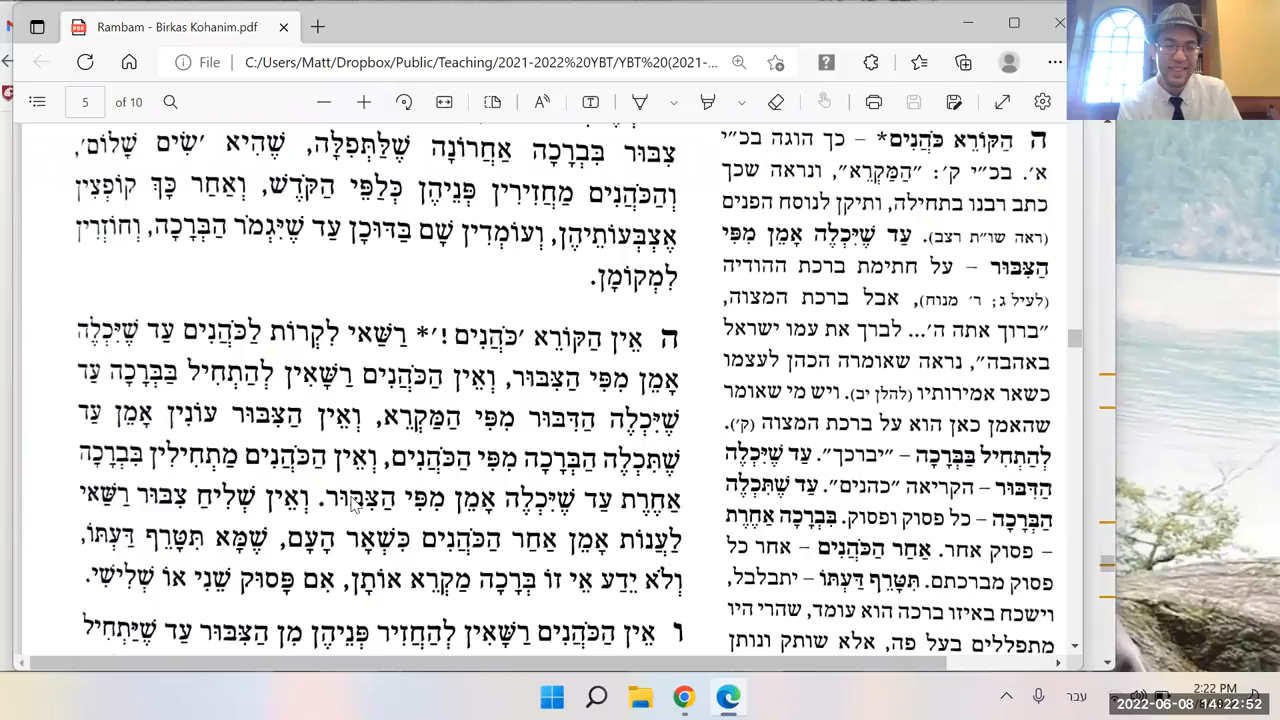 Rambam - Birkas Kohanim.pdf
File
C:/Users/Matt/Dropbox/Public/Teaching/2021-2022%20YBT/YBT%20(2021-...
5 of 10
צִבּוּר בִּבְרָכָה אַחְרוֹנָה שֶׁלַּתְּפִלָּה, שֶׁהִיא ׳שִׂים שָׁלוֹם׳,
וְהַכֹּהֲנִים מַחֲזִירִין פְּנֵיהֶן כְּלַפֵּי הַקֹּדֶשׁ, וְאַחַר כָּךְ קוֹפְצִין
אֶצְבְּעוֹתֵיהֶן, וְעוֹמְדִין שָׁם בַּדּוּכָן עַד שֶׁיִּגְמֹר הַבְּרָכָה, וְחוֹזְרִין
לִמְקוֹמָן.
ה אֵין הַקּוֹרֵא ׳כֹּהֲנִים!׳* רַשַּׁאי לִקְרוֹת לַכֹּהֲנִים עַד שֶׁיִּכְלֶה
אָמֵן מִפִּי הַצִּבּוּר, וְאֵין הַכֹּהֲנִים רַשָּׁאִין לְהַתְחִיל בַּבְּרָכָה עַד
שֶׁיִּכְלֶה הַדִּבּוּר מִפִּי הַמַּקְרֵא, וְאֵין הַצִּבּוּר עוֹנִין אָמֵן עַד
שֶׁתִּכְלֶה הַבְּרָכָה מִפִּי הַכֹּהֲנִים, וְאֵין הַכֹּהֲנִים מַתְחִילִין בִּבְרָכָה
אַחֶרֶת עַד שֶׁיִּכְלֶה אָמֵן מִפִּי הַצִּבּוּר. וְאֵין שְׁלִיחַ צִבּוּר רַשַּׁאי
לַעֲנוֹת אָמֵן אַחַר הַכֹּהֲנִים כִּשְׁאָר הָעָם, שֶׁמָּא תִּטָּרֵף דַּעְתּוֹ,
וְלֹא יֵדַע אֵי זוֹ בְּרָכָה מַקְרֵא אוֹתָן, אִם פָּסוּק שֵׁנִי אוֹ שְׁלִישִׁי.
ו אֵין הַכֹּהֲנִים רַשָּׁאִין לְהַחֲזִיר פְּנֵיהֶן מִן הַצִּבּוּר עַד שֶׁיַּתְחִיל
ה הַקּוֹרֵא כֹּהֲנִים* – כך הוגה בכ״י
א׳. בכ״י ק׳: ״הַמַּקְרֵא״, ונראה שכך
כתב רבנו בתחילה, ותיקן לנוסח הפנים
(ראה שו״ת רצב). עַד שֶׁיִּכְלֶה אָמֵן מִפִּי
הַצִּבּוּר – על חתימת ברכת ההודיה
(לעיל ג; ר׳ מנוח), אבל ברכת המצוה,
״ברוך אתה ה׳... לברך את עמו ישראל
באהבה״, נראה שאומרה הכהן לעצמו
כשאר אמירותיו (להלן יב). ויש מי שאומר
שהאמן כאן הוא על ברכת המצוה (ק׳).
לְהַתְחִיל בַּבְּרָכָה – ״יברכך״. עַד שֶׁיִּכְלֶה
הַדִּבּוּר – הקריאה ״כהנים״. עַד שֶׁתִּכְלֶה
הַבְּרָכָה – כל פסוק ופסוק. בִּבְרָכָה אַחֶרֶת
– פסוק אחר. אַחַר הַכֹּהֲנִים – אחר כל
פסוק מברכתם. תִּטָּרֵף דַּעְתּוֹ – יתבלבל,
וישכח באיזו ברכה הוא עומד, שהרי היו
מתפללים בעל פה, אלא שותק ונותן
עבר
2:22 PM
2022-06-08 14:22:52